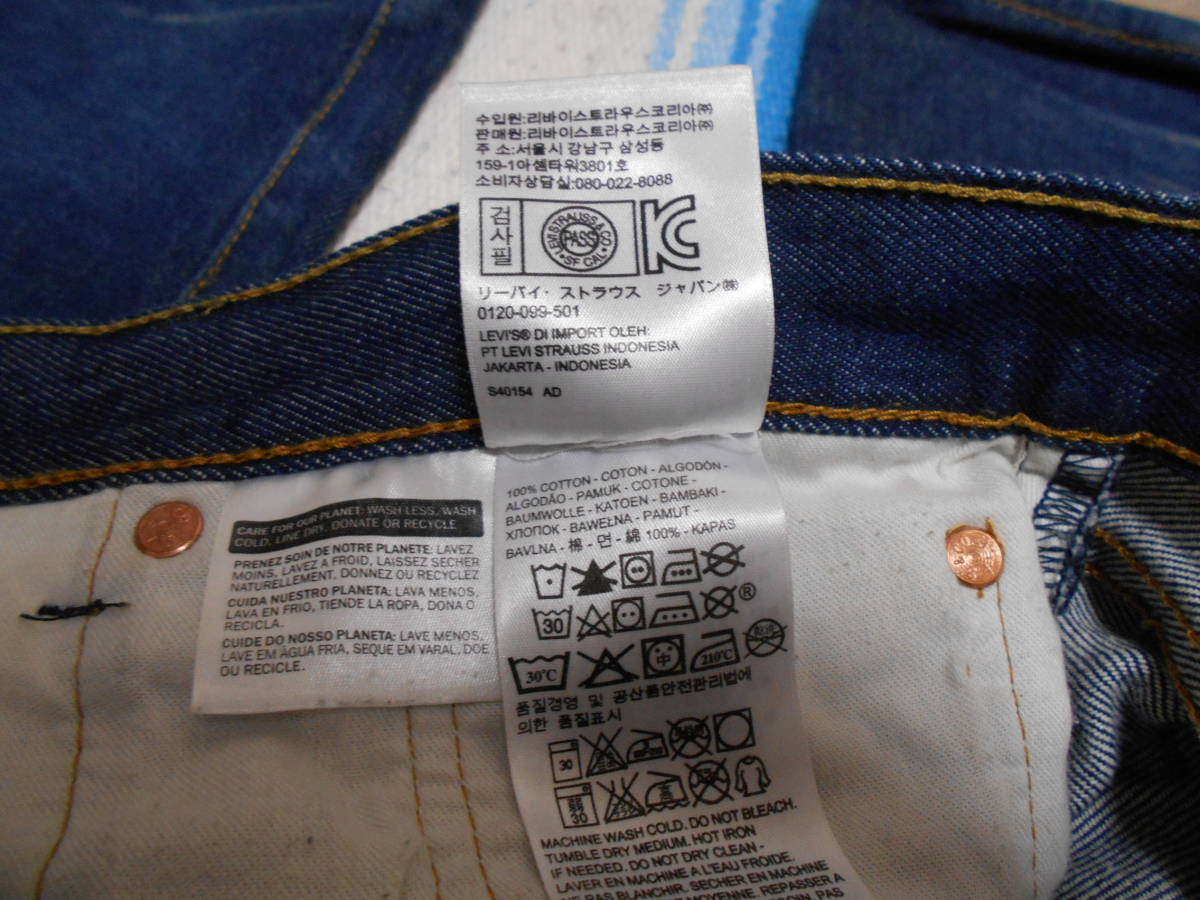 수입원:리바이스트라우스코리아㈜
판매원:리바이스트라우스코리아㈜
주 소:서울시 강남구 삼성동
159-1아셈타워3801호
소비자상담실:080-022-8088
검사필
LEVI STRAUSS & CO
PASS
SF CAL
リーバイ・ストラウス ジャパン㈱
0120-099-501
LEVI'S® DI IMPORT OLEH:
PT LEVI STRAUSS INDONESIA
JAKARTA - INDONESIA
S40154 AD
CARE FOR OUR PLANET: WASH LESS, WASH
COLD, LINE DRY, DONATE OR RECYCLE
PRENEZ SOIN DE NOTRE PLANETE: LAVEZ
MOINS, LAVEZ A FROID, LAISSEZ SECHER
NATURELLEMENT, DONNEZ OU RECYCLEZ
CUIDA NUESTRO PLANETA: LAVA MENOS,
LAVA EN FRIO, TIENDE LA ROPA, DONA O
RECICLA.
CUIDE DO NOSSO PLANETA: LAVE MENOS,
LAVE EM ÁGUA FRIA, SEQUE EM VARAL, DOE
OU RECICLE.
100% COTTON - COTON - ALGODÓN -
ALGODÃO - PAMUK - COTONE -
BAUMWOLLE - KATOEN - BAMBAKI -
ХЛОПОК - BAWEŁNA - PAMUT -
BAVLNA - 棉 - 면 - 綿 100% - KAPAS
30 ®
30°C 中 210°C
품질경영 및 공산품안전관리법에
의한 품질표시
30
30
MACHINE WASH COLD. DO NOT BLEACH.
TUMBLE DRY MEDIUM. HOT IRON
IF NEEDED. DO NOT DRY CLEAN -
LAVER EN MACHINE A L'EAU FROIDE.
NE PAS BLANCHIR. SECHER EN MACHINE
MOYENNE. REPASSER A
PAS